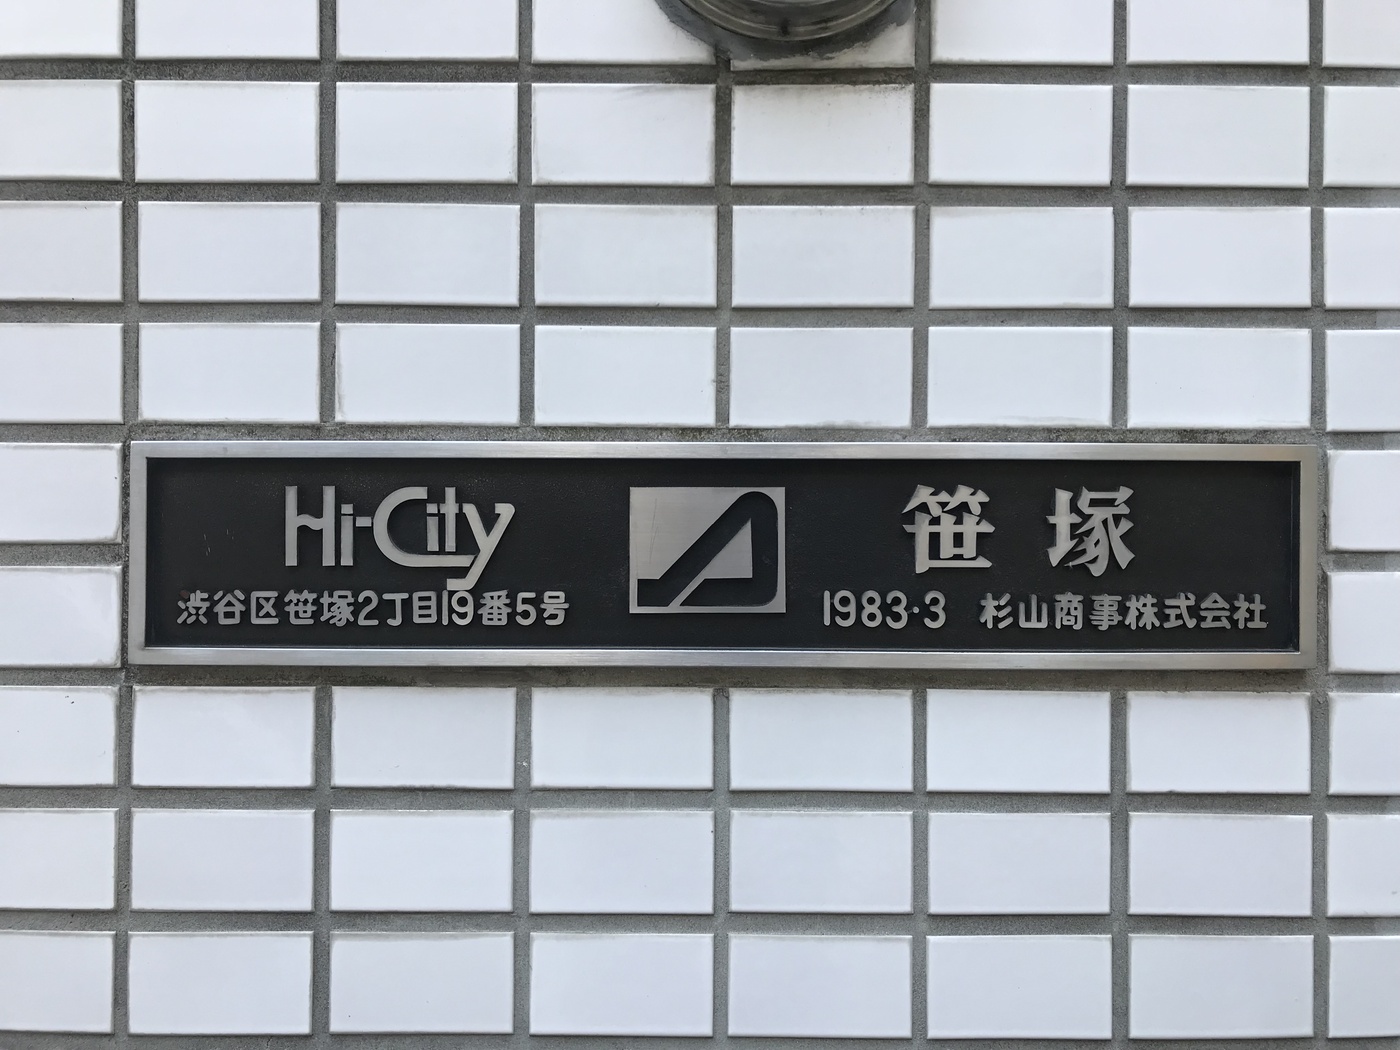 Hi-City
笹塚
渋谷区笹塚2丁目19番5号
1983・3 杉山商事株式会社